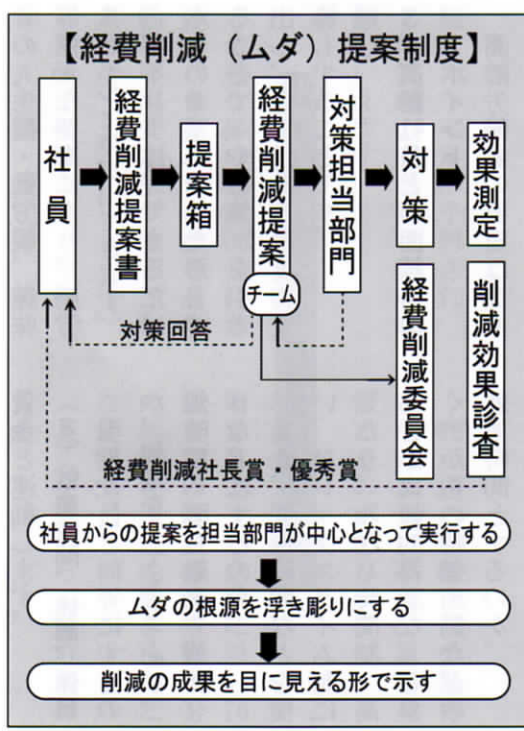 【経費削減（ムダ）提案制度】
社員
経費削減提案書
提案箱
経費削減提案
チーム
対策担当部門
対策
効果測定
経費削減委員会
削減効果診査
対策回答
経費削減社長賞・優秀賞
社員からの提案を担当部門が中心となって実行する
ムダの根源を浮き彫りにする
削減の成果を目に見える形で示す